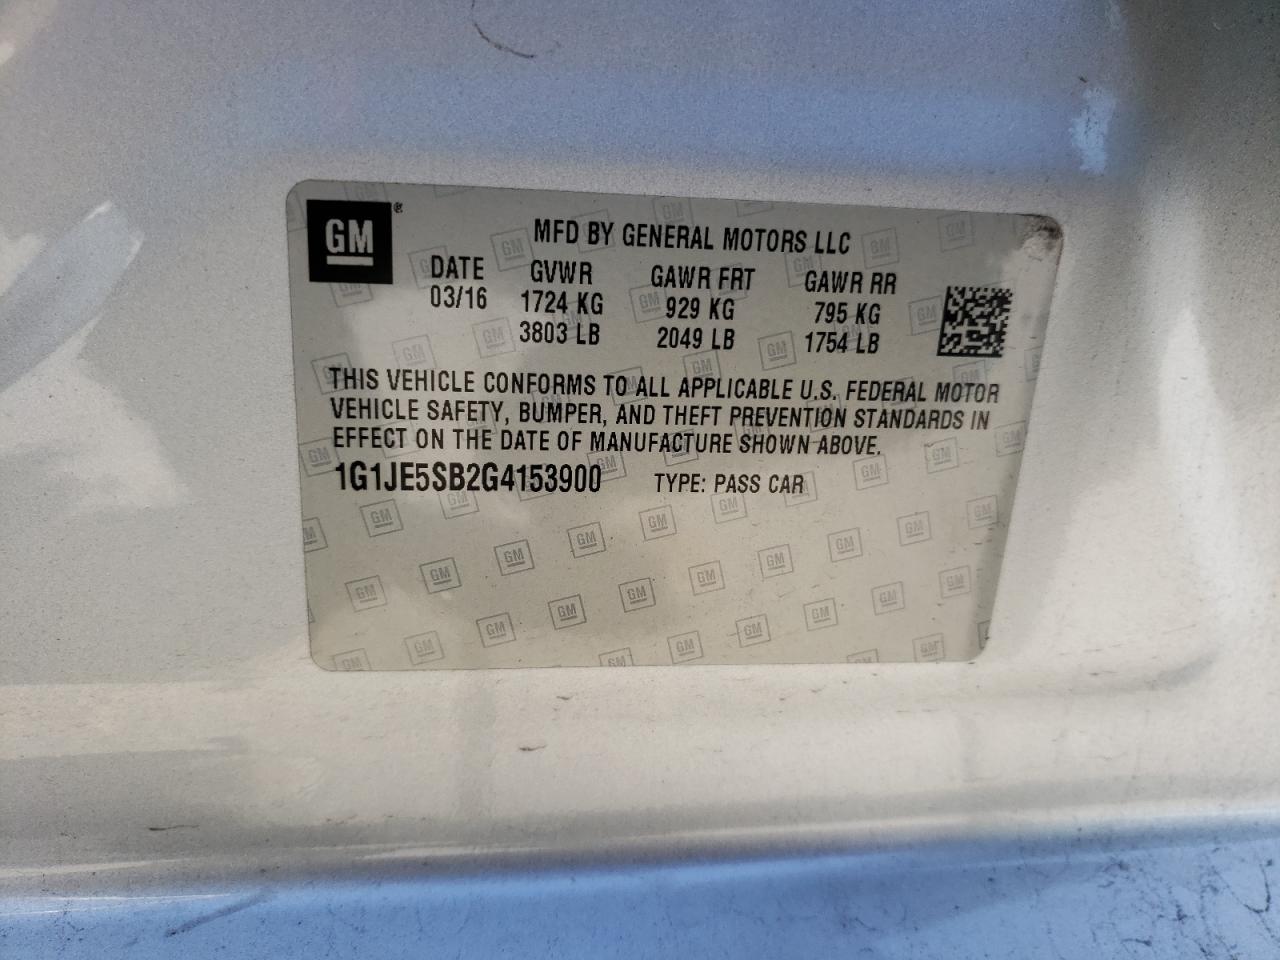 GM®
MFD BY GENERAL MOTORS LLC
DATE GVWR GAWR FRT GAWR RR
03/16 1724 KG 929 KG 795 KG
3803 LB 2049 LB 1754 LB
THIS VEHICLE CONFORMS TO ALL APPLICABLE U.S. FEDERAL MOTOR
VEHICLE SAFETY, BUMPER, AND THEFT PREVENTION STANDARDS IN
EFFECT ON THE DATE OF MANUFACTURE SHOWN ABOVE.
1G1JE5SB2G4153900 TYPE: PASS CAR